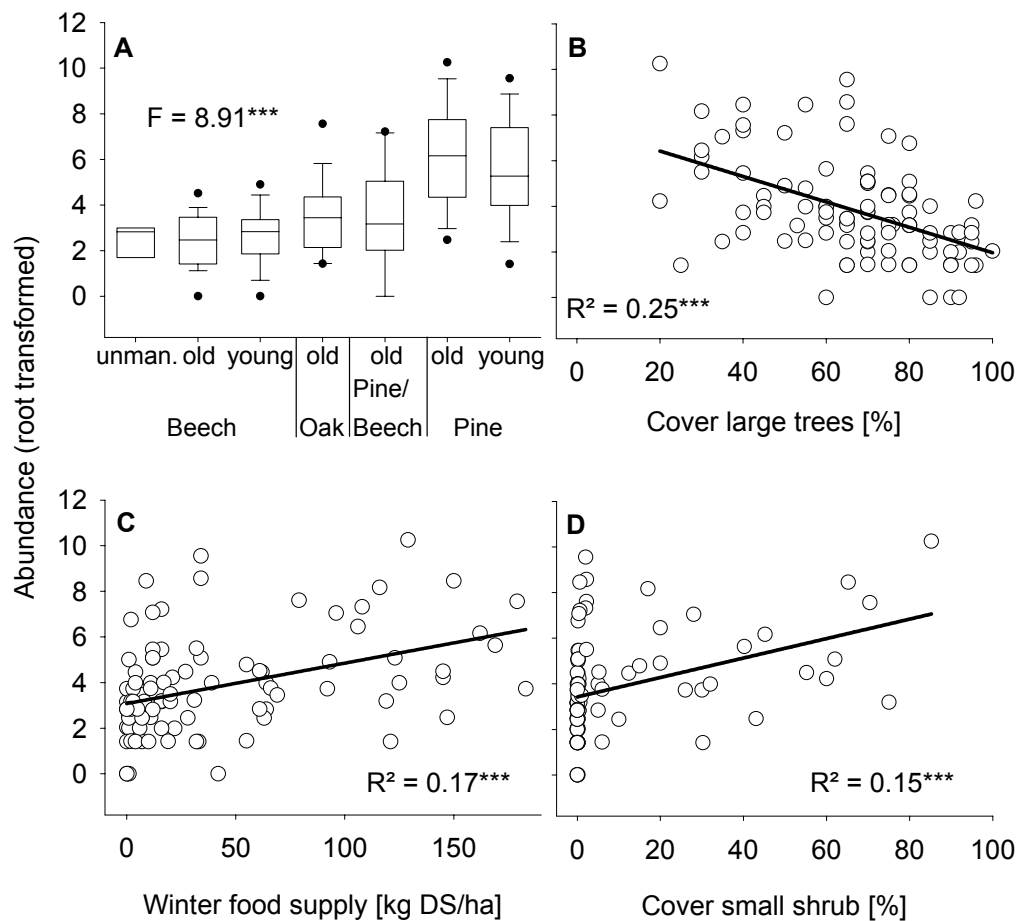 Abundance (root transformed)
A
F = 8.91***
12
10
8
6
4
2
0
unman. old young old old old young
Pine/
Beech Oak Beech Pine
B
R² = 0.25***
0 20 40 60 80 100
Cover large trees [%]
C
12
10
8
6
4
2
0
R² = 0.17***
0 50 100 150
Winter food supply [kg DS/ha]
D
R² = 0.15***
0 20 40 60 80 100
Cover small shrub [%]